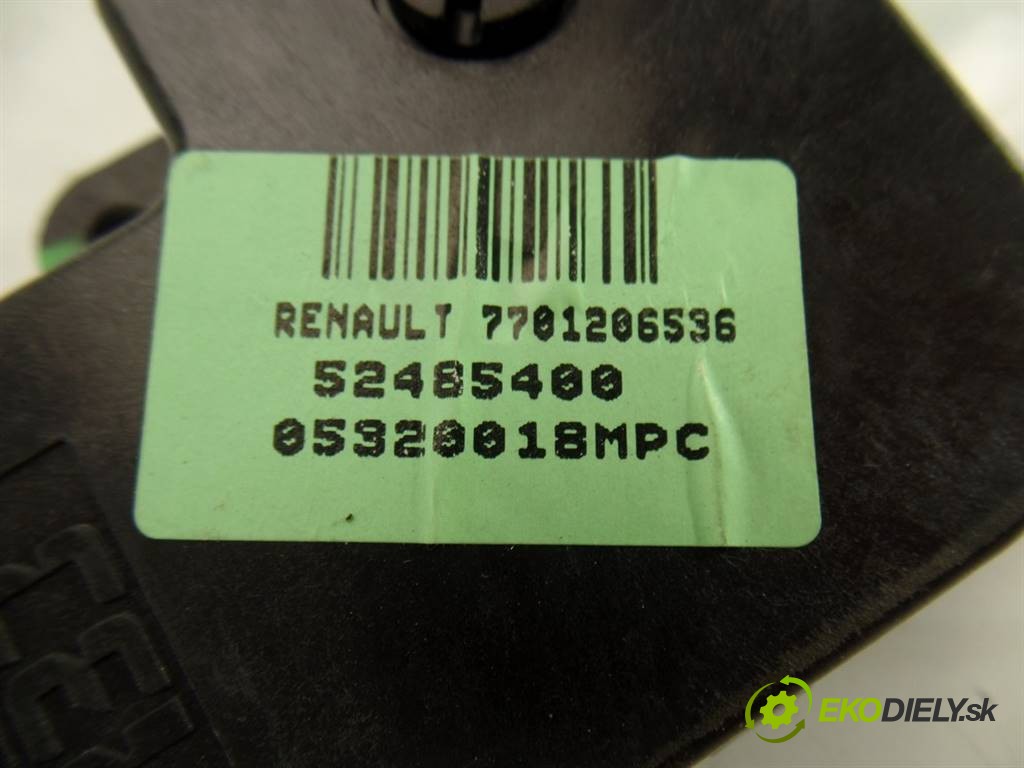 RENAULT 7701206536
52485400
05320018MPC
EKODIELY.sk